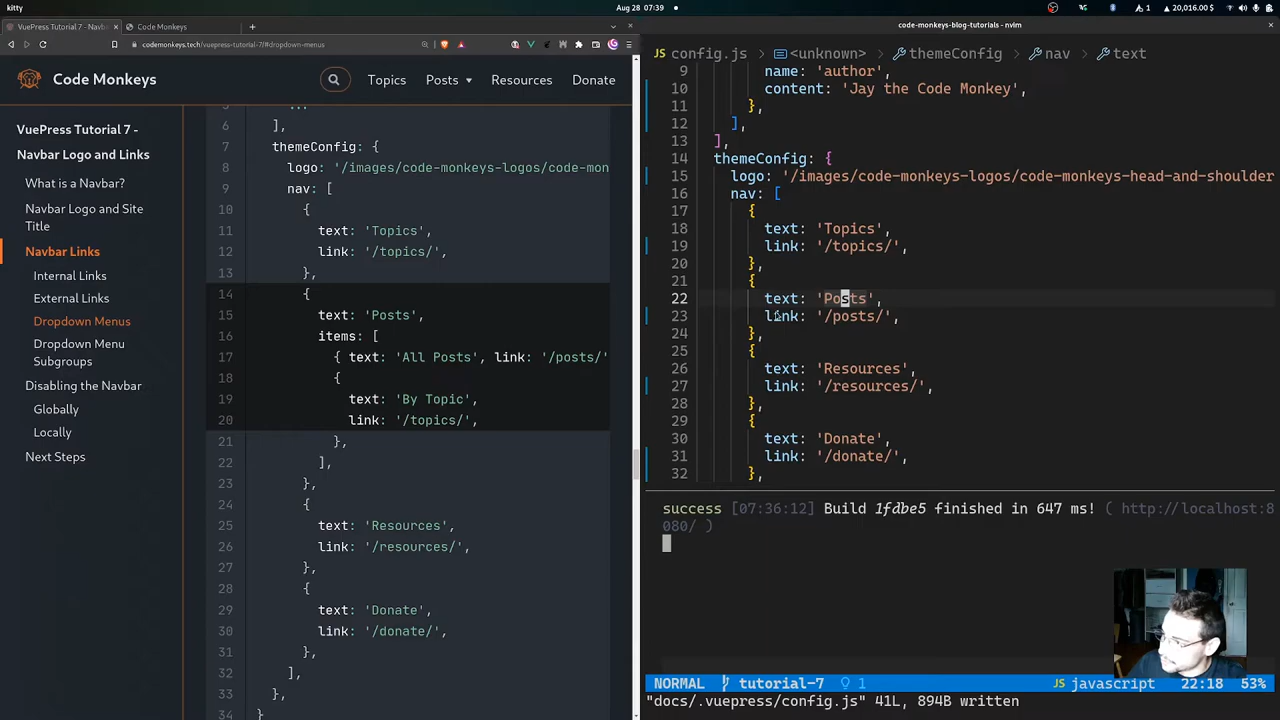 kitty
Aug 28 07:39
1
20,016.00
VuePress Tutorial 7 - Navb
Code Monkeys
codemonkeys.tech/vuepress-tutorial-7/#dropdown-menus
Code Monkeys
Topics
Posts
Resources
Donate
VuePress Tutorial 7 -
Navbar Logo and Links
What is a Navbar?
Navbar Logo and Site
Title
Navbar Links
Internal Links
External Links
Dropdown Menus
Dropdown Menu
Subgroups
Disabling the Navbar
Globally
Locally
Next Steps
6 ],
7 themeConfig: {
8 logo: '/images/code-monkeys-logos/code-mon
9 nav: [
10 {
11 text: 'Topics',
12 link: '/topics/',
13 },
14 {
15 text: 'Posts',
16 items: [
17 { text: 'All Posts', link: '/posts/'
18 {
19 text: 'By Topic',
20 link: '/topics/',
21 },
22 ],
23 },
24 {
25 text: 'Resources',
26 link: '/resources/',
27 },
28 {
29 text: 'Donate',
30 link: '/donate/',
31 },
32 ],
33 },
34 }
code-monkeys-blog-tutorials - nvim
JS config.js > <unknown> > themeConfig > nav > text
9 name: 'author',
10 content: 'Jay the Code Monkey',
11 },
12 ],
13 ],
14 themeConfig: {
15 logo: '/images/code-monkeys-logos/code-monkeys-head-and-shoulder
16 nav: [
17 {
18 text: 'Topics',
19 link: '/topics/',
20 },
21 {
22 text: 'Posts',
23 link: '/posts/',
24 },
25 {
26 text: 'Resources',
27 link: '/resources/',
28 },
29 {
30 text: 'Donate',
31 link: '/donate/',
32 },
success [07:36:12] Build 1fdbe5 finished in 647 ms! ( http://localhost:8
080/ )
NORMAL tutorial-7 1 JS javascript 22:18 53%
"docs/.vuepress/config.js" 41L, 894B written